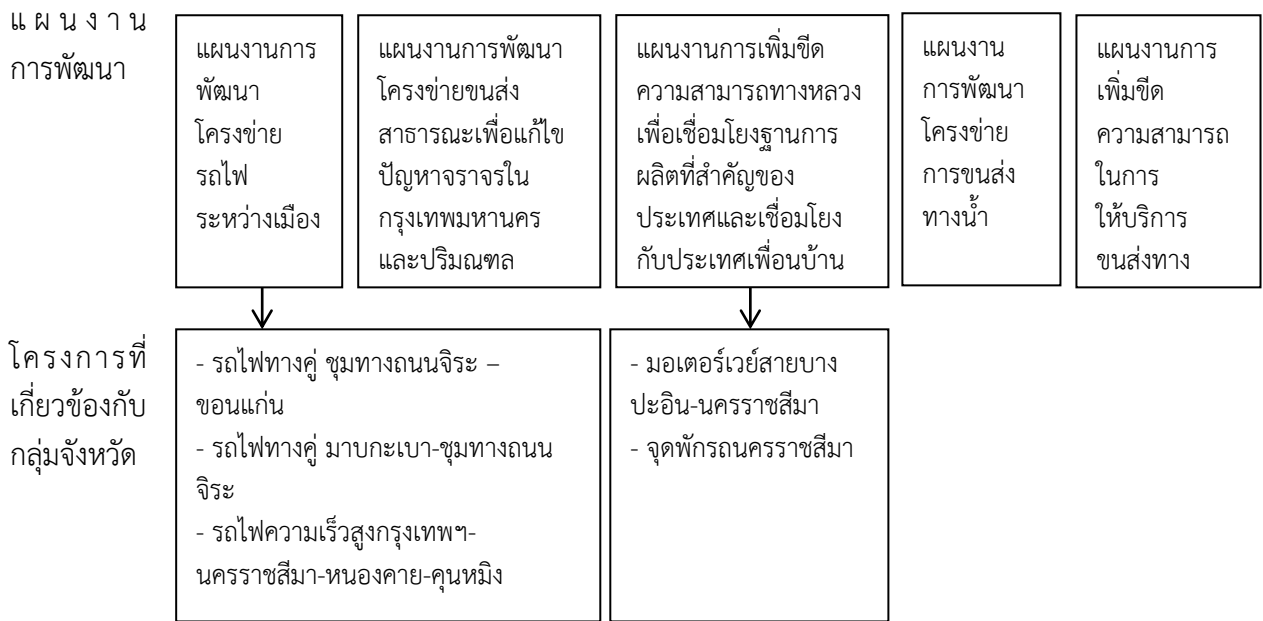 แผนงาน
การพัฒนา
แผนงานการ
พัฒนา
โครงข่าย
รถไฟ
ระหว่างเมือง
แผนงานการพัฒนา
โครงข่ายขนส่ง
สาธารณะเพื่อแก้ไข
ปัญหาจราจรใน
กรุงเทพมหานคร
และปริมณฑล
แผนงานการเพิ่มขีด
ความสามารถทางหลวง
เพื่อเชื่อมโยงฐานการ
ผลิตที่สำคัญของ
ประเทศและเชื่อมโยง
กับประเทศเพื่อนบ้าน
แผนงาน
การพัฒนา
โครงข่าย
การขนส่ง
ทางน้ำ
แผนงานการ
เพิ่มขีด
ความสามารถ
ในการ
ให้บริการ
ขนส่งทาง
โครงการที่
เกี่ยวข้องกับ
กลุ่มจังหวัด
- รถไฟทางคู่ ชุมทางถนนจิระ –
ขอนแก่น
- รถไฟทางคู่ มาบกะเบา-ชุมทางถนน
จิระ
- รถไฟความเร็วสูงกรุงเทพฯ-
นครราชสีมา-หนองคาย-คุนหมิง
- มอเตอร์เวย์สายบาง
ปะอิน-นครราชสีมา
- จุดพักรถนครราชสีมา